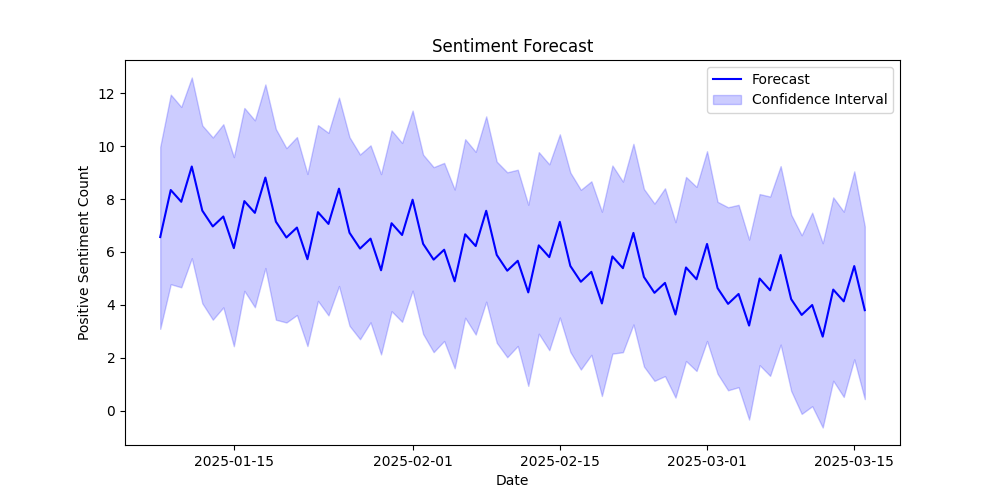 Sentiment Forecast
Forecast
Confidence Interval
Positive Sentiment Count
12
10
8
6
4
2
0
2025-01-15
2025-02-01
2025-02-15
2025-03-01
2025-03-15
Date